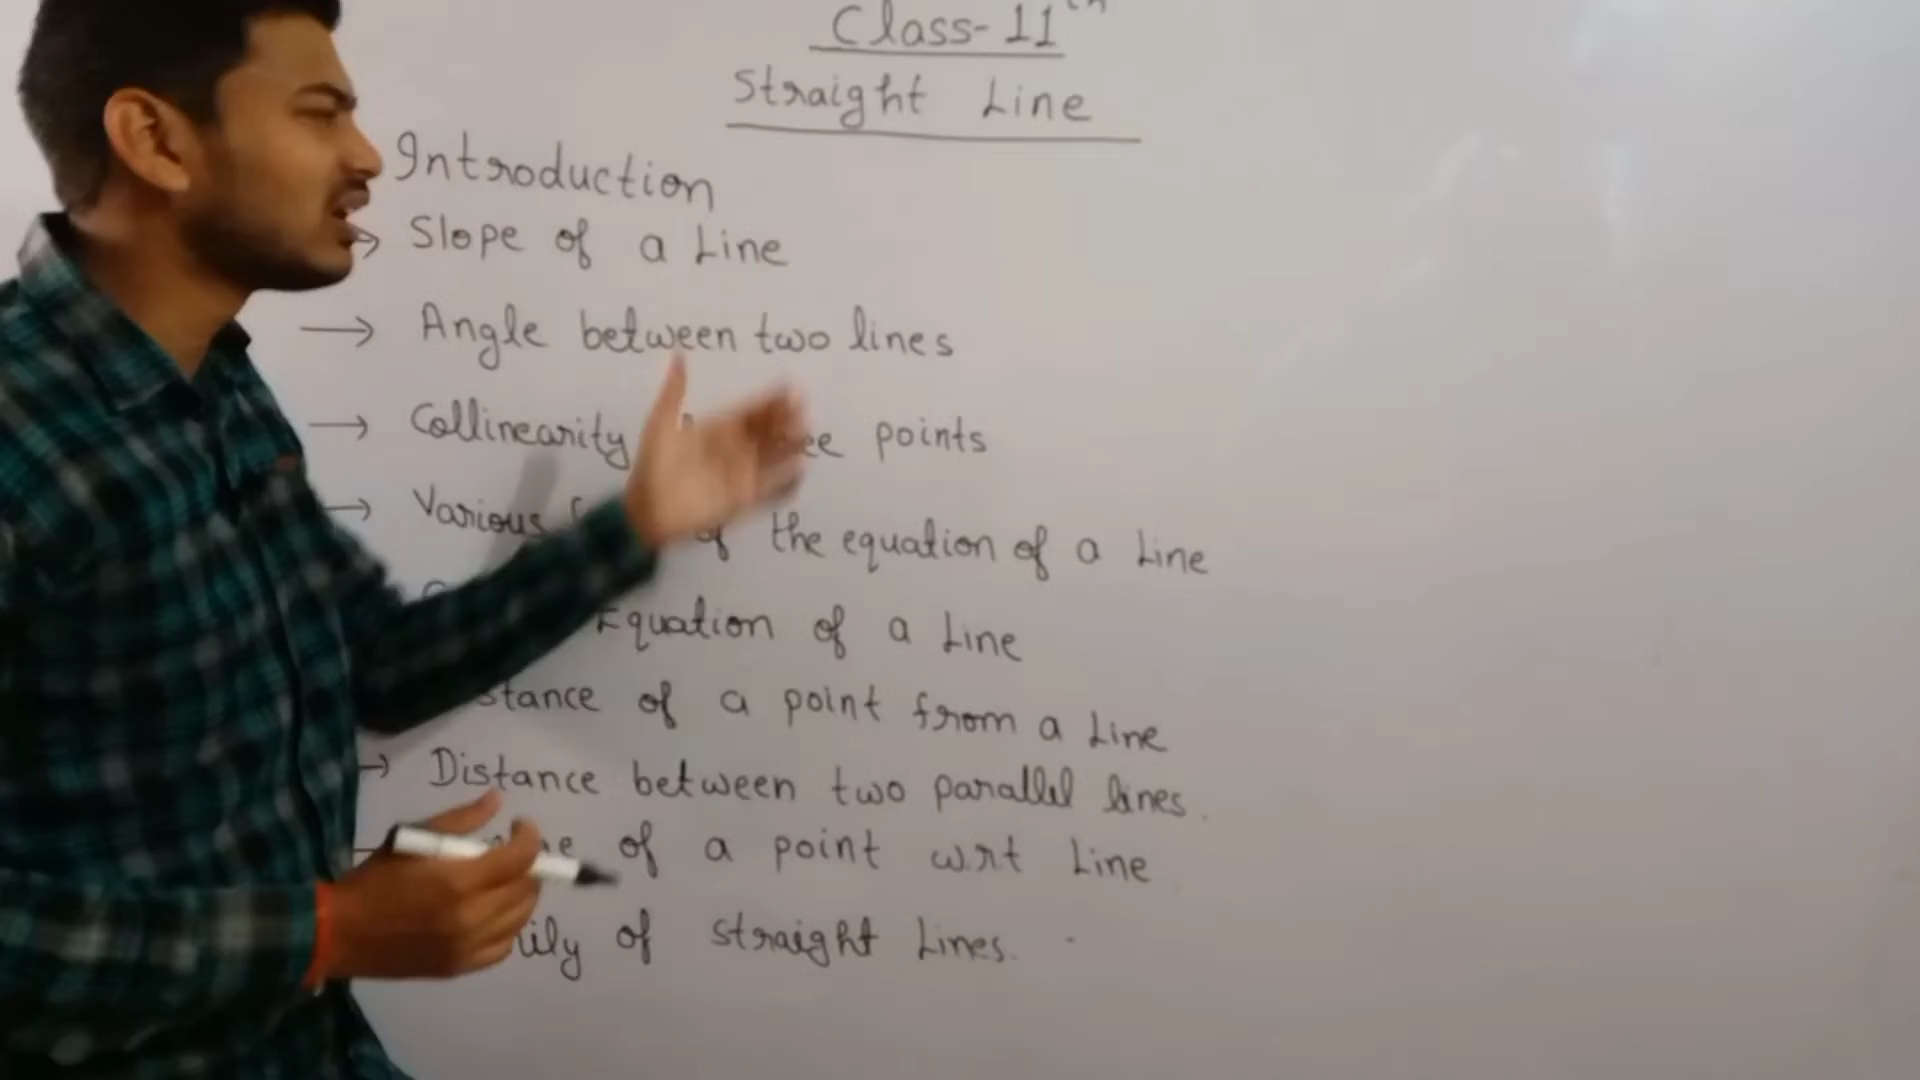 Class-11th
Straight Line
Introduction
→ Slope of a Line
→ Angle between two lines
→ Collinearity points
→ Various of the equation of a Line
Equation of a Line
of a point from a Line
→ Distance between two parallel lines.
of a point w.r.t Line
of straight Lines.